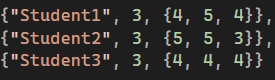 {"Student1", 3, {4, 5, 4}},
{"Student2", 3, {5, 5, 3}},
{"Student3", 3, {4, 4, 4}}